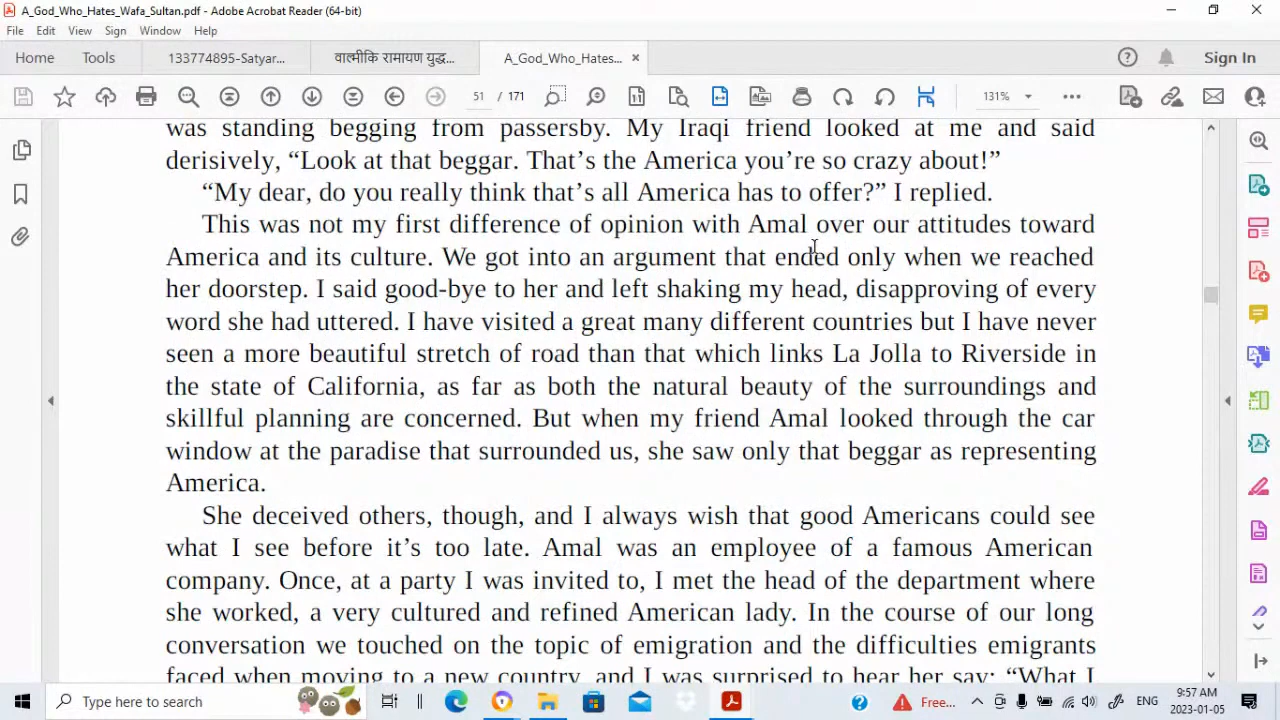 A_God_Who_Hates_Wafa_Sultan.pdf - Adobe Acrobat Reader (64-bit)
File Edit View Sign Window Help
Home Tools 133774895-Satyar... वाल्मीकि रामायण युद्ध... A_God_Who_Hates... Sign In
51 / 171 131%
was standing begging from passersby. My Iraqi friend looked at me and said
derisively, “Look at that beggar. That’s the America you’re so crazy about!”
“My dear, do you really think that’s all America has to offer?” I replied.
This was not my first difference of opinion with Amal over our attitudes toward
America and its culture. We got into an argument that ended only when we reached
her doorstep. I said good-bye to her and left shaking my head, disapproving of every
word she had uttered. I have visited a great many different countries but I have never
seen a more beautiful stretch of road than that which links La Jolla to Riverside in
the state of California, as far as both the natural beauty of the surroundings and
skillful planning are concerned. But when my friend Amal looked through the car
window at the paradise that surrounded us, she saw only that beggar as representing
America.
She deceived others, though, and I always wish that good Americans could see
what I see before it’s too late. Amal was an employee of a famous American
company. Once, at a party I was invited to, I met the head of the department where
she worked, a very cultured and refined American lady. In the course of our long
conversation we touched on the topic of emigration and the difficulties emigrants
faced when moving to a new country, and I was surprised to hear her say: “What I
Type here to search Free... ENG 9:57 AM
2023-01-05